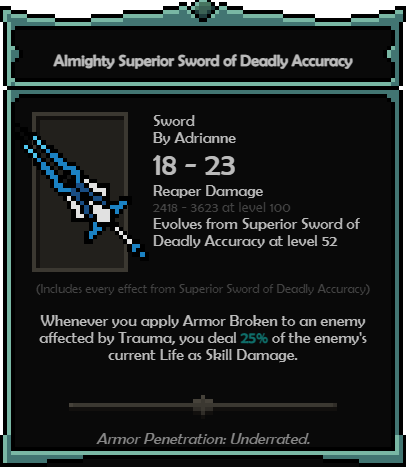 Almighty Superior Sword of Deadly Accuracy
Sword
By Adrianne
18 - 23
Reaper Damage
2418 - 3623 at level 100
Evolves from Superior Sword of
Deadly Accuracy at level 52
(Includes every effect from Superior Sword of Deadly Accuracy)
Whenever you apply Armor Broken to an enemy
affected by Trauma, you deal 25% of the enemy's
current Life as Skill Damage.
Armor Penetration: Underrated.